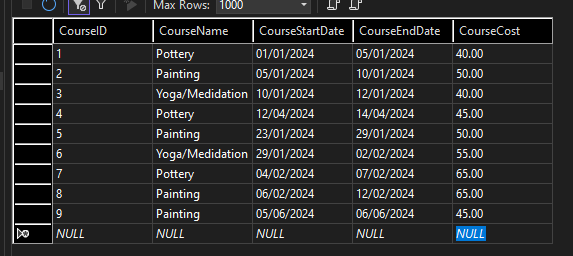 Max Rows: 1000
CourseID CourseName CourseStartDate CourseEndDate CourseCost
1 Pottery 01/01/2024 05/01/2024 40.00
2 Painting 05/01/2024 10/01/2024 50.00
3 Yoga/Medidation 10/01/2024 12/01/2024 40.00
4 Pottery 12/04/2024 14/04/2024 45.00
5 Painting 23/01/2024 29/01/2024 50.00
6 Yoga/Medidation 29/01/2024 02/02/2024 55.00
7 Pottery 04/02/2024 07/02/2024 65.00
8 Painting 06/02/2024 12/02/2024 65.00
9 Painting 05/06/2024 06/06/2024 45.00
NULL NULL NULL NULL NULL